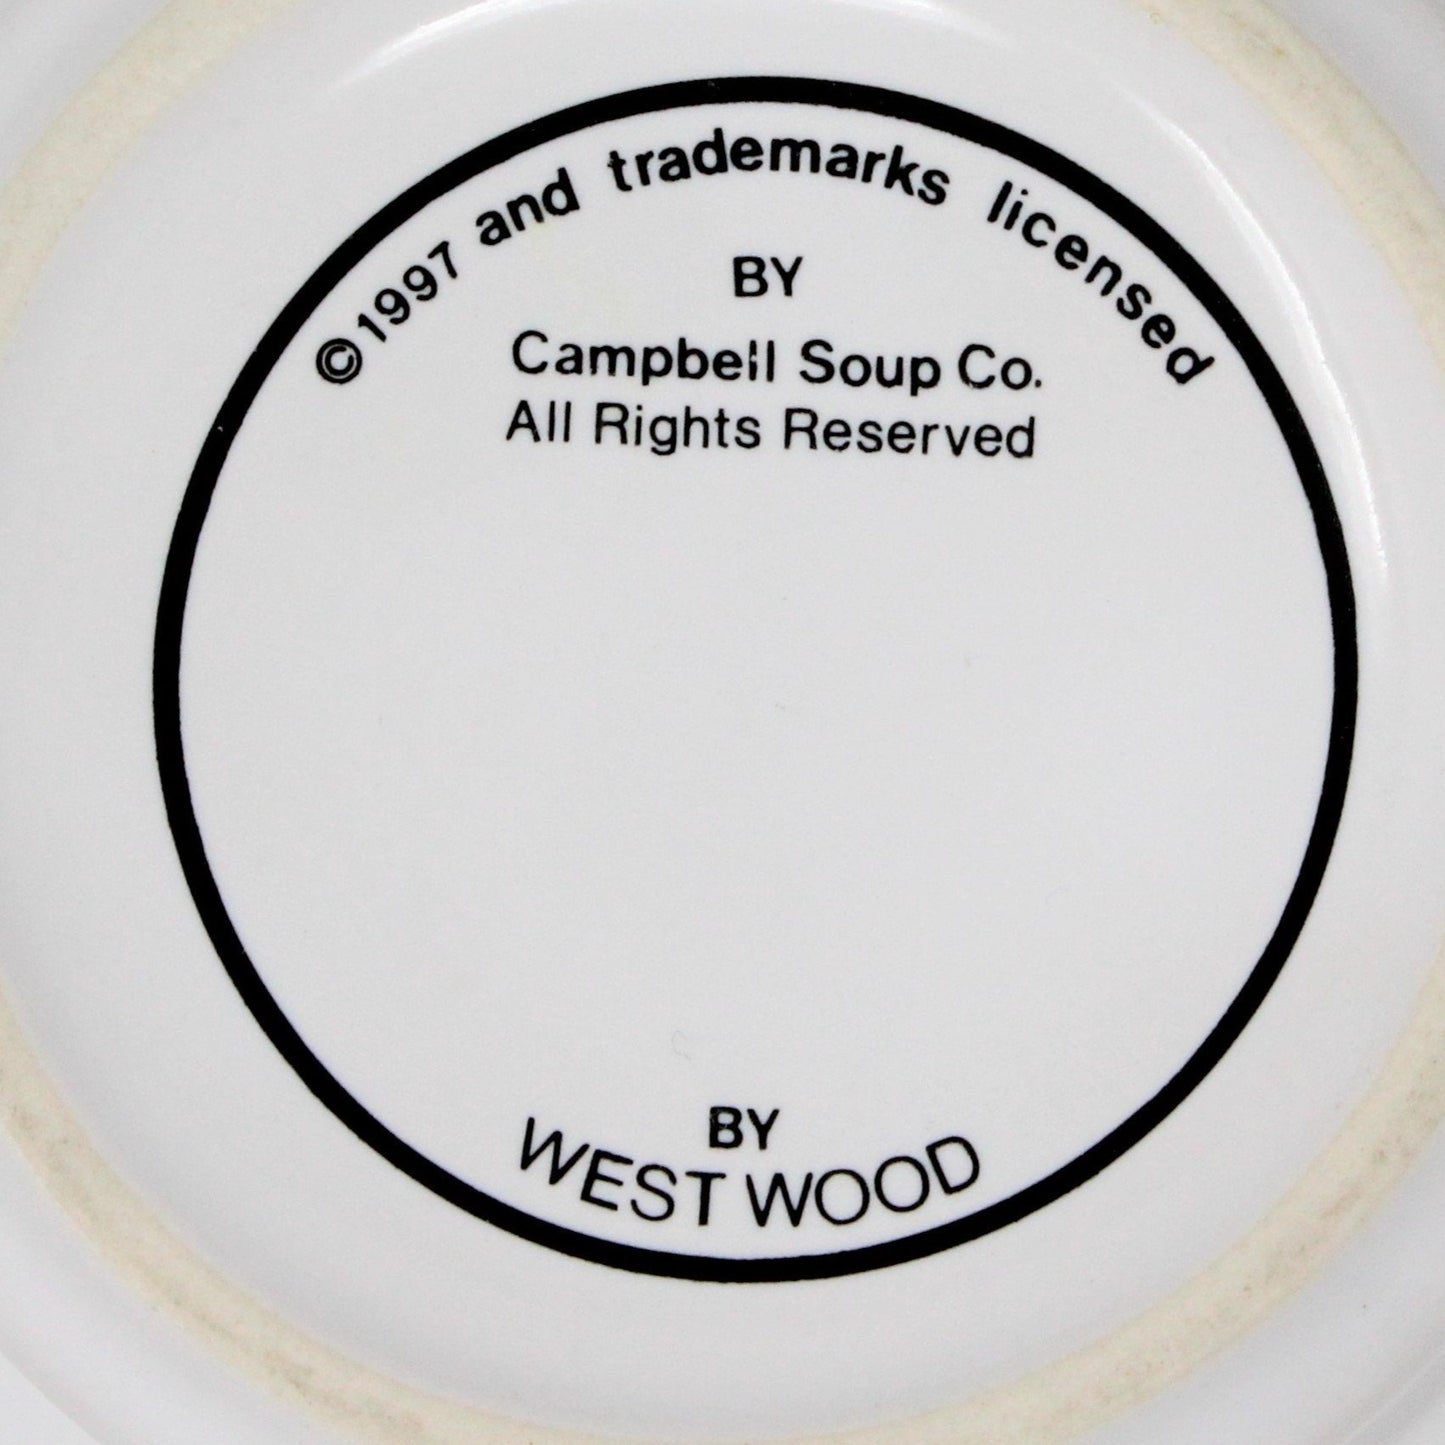 ©1997 and trademarks licensed
BY
Campbell Soup Co.
All Rights Reserved
BY
WEST WOOD